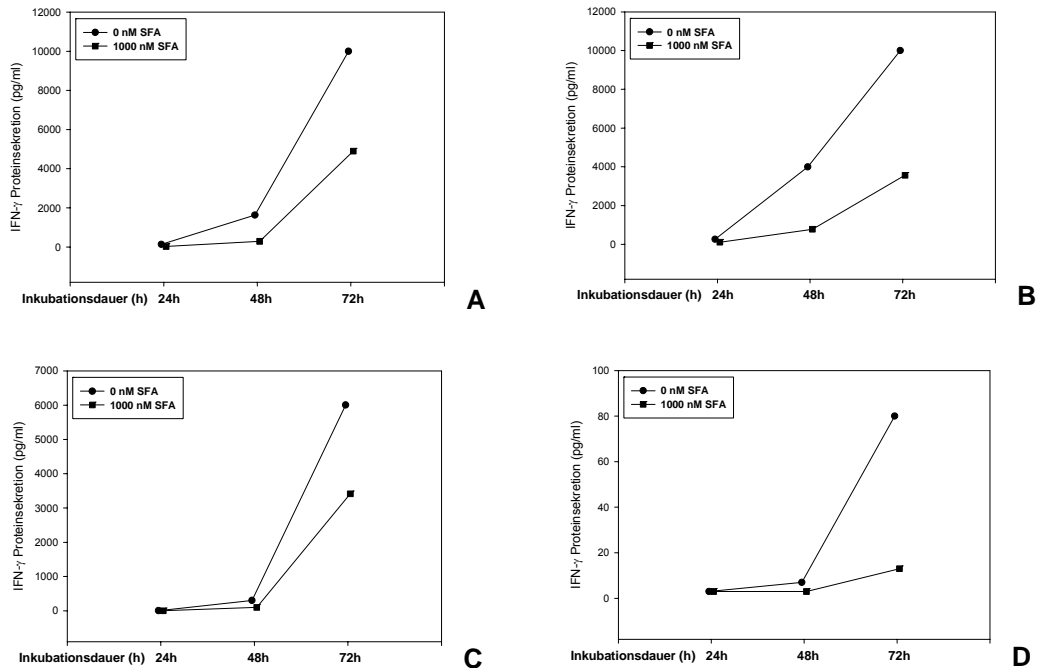 12000
10000
8000
6000
4000
2000
0
IFN-γ Proteinsekretion (pg/ml)
0 nM SFA
1000 nM SFA
Inkubationsdauer (h) 24h 48h 72h
A
12000
10000
8000
6000
4000
2000
0
IFN-γ Proteinsekretion (pg/ml)
0 nM SFA
1000 nM SFA
Inkubationsdauer (h) 24h 48h 72h
B
7000
6000
5000
4000
3000
2000
1000
0
IFN-γ Proteinsekretion (pg/ml)
0 nM SFA
1000 nM SFA
Inkubationsdauer (h) 24h 48h 72h
C
100
80
60
40
20
0
IFN-γ Proteinsekretion (pg/ml)
0 nM SFA
1000 nM SFA
Inkubationsdauer (h) 24h 48h 72h
D